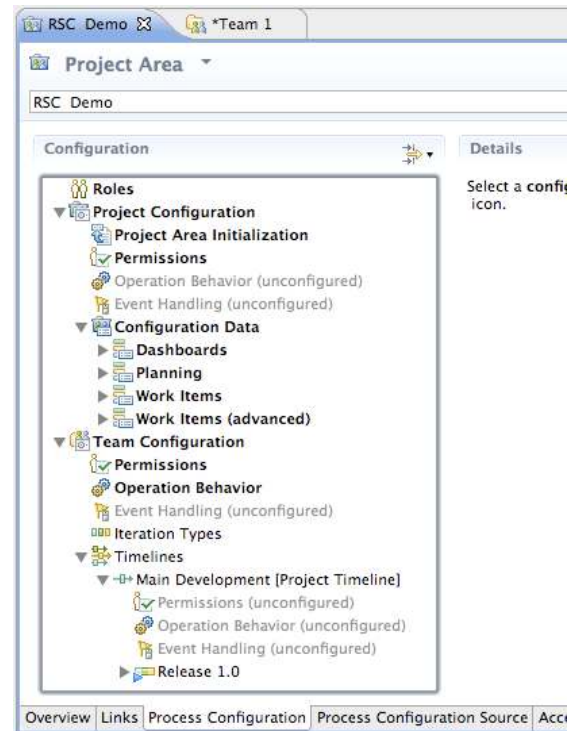 RSC Demo
*Team 1
Project Area
RSC Demo
Configuration
Details
Roles
Select a
icon.
Project Configuration
Project Area Initialization
Permissions
Operation Behavior (unconfigured)
Event Handling (unconfigured)
Configuration Data
Dashboards
Planning
Work Items
Work Items (advanced)
Team Configuration
Permissions
Operation Behavior
Event Handling (unconfigured)
Iteration Types
Timelines
Main Development [Project Timeline]
Permissions (unconfigured)
Operation Behavior (unconfigured)
Event Handling (unconfigured)
Release 1.0
Overview Links Process Configuration Process Configuration Source